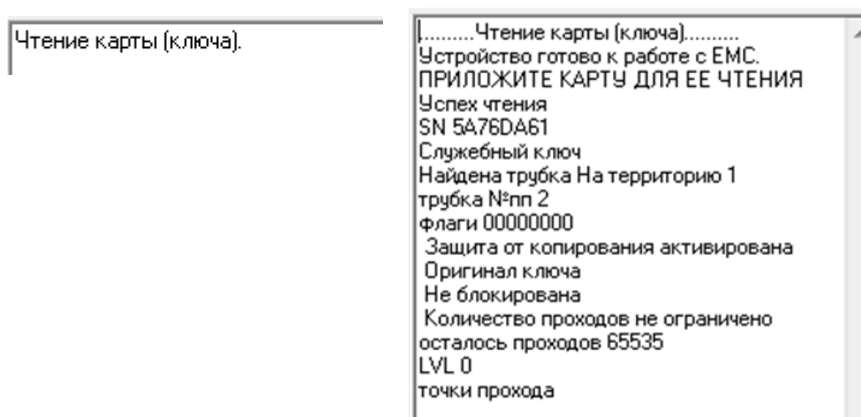 Чтение карты (ключа).
.........Чтение карты (ключа).........
Устройство готово к работе с EMC.
ПРИЛОЖИТЕ КАРТУ ДЛЯ ЕЕ ЧТЕНИЯ
Успех чтения
SN 5A76DA61
Служебный ключ
Найдена трубка На территорию 1
трубка №пп 2
флаги 00000000
Защита от копирования активирована
Оригинал ключа
Не блокирована
Количество проходов не ограничено
осталось проходов 65535
LVL 0
точки прохода